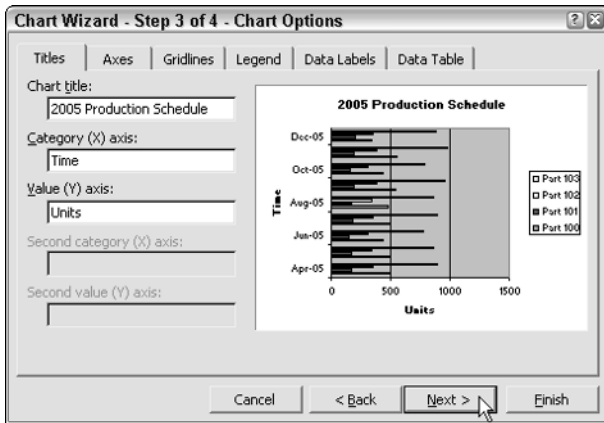 Chart Wizard - Step 3 of 4 - Chart Options
Titles
Axes
Gridlines
Legend
Data Labels
Data Table
Chart title:
2005 Production Schedule
Category (X) axis:
Time
Value (Y) axis:
Units
Second category (X) axis:
Second value (Y) axis:
2005 Production Schedule
Time
Dec-05
Oct-05
Aug-05
Jun-05
Apr-05
0 500 1000 1500
Units
Part 103
Part 102
Part 101
Part 100
Cancel
< Back
Next >
Finish